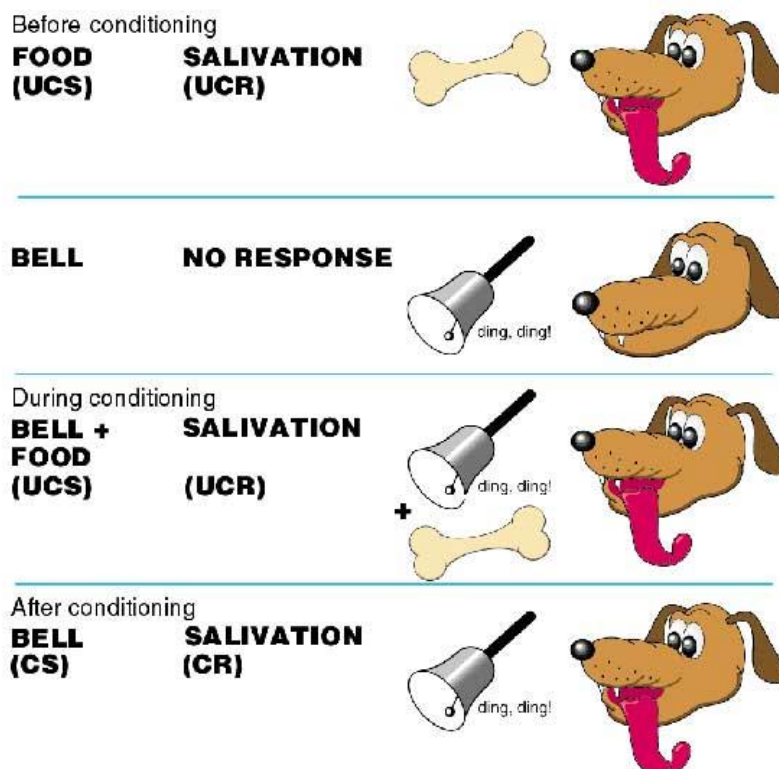 Before conditioning
FOOD SALIVATION
(UCS) (UCR)
BELL NO RESPONSE
ding, ding!
During conditioning
BELL + SALIVATION
FOOD
(UCS) (UCR)
ding, ding!
+
After conditioning
BELL SALIVATION
(CS) (CR)
ding, ding!